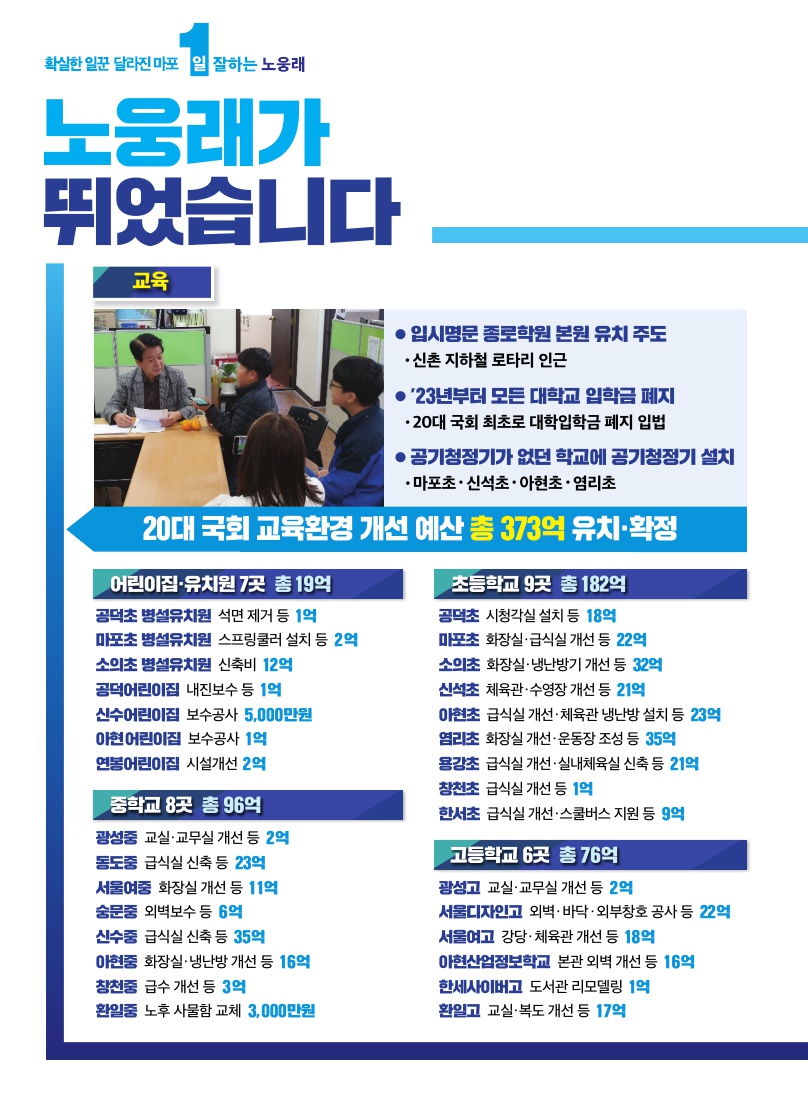 확실한 일꾼 달라진 마포 1일 잘하는 노웅래
노웅래가
뛰었습니다
교육
● 입시명문 종로학원 본원 유치 주도
· 신촌 지하철 로타리 인근
● ’23년부터 모든 대학교 입학금 폐지
· 20대 국회 최초로 대학입학금 폐지 입법
● 공기청정기가 없던 학교에 공기청정기 설치
· 마포초 · 신석초 · 아현초 · 염리초
20대 국회 교육환경 개선 예산 총 373억 유치·확정
어린이집·유치원 7곳 총 19억
공덕초 병설유치원 석면 제거 등 1억
마포초 병설유치원 스프링쿨러 설치 등 2억
소의초 병설유치원 신축비 12억
공덕어린이집 내진보수 등 1억
신수어린이집 보수공사 5,000만원
아현어린이집 보수공사 1억
연봉어린이집 시설개선 2억
중학교 8곳 총 96억
광성중 교실·교무실 개선 등 2억
동도중 급식실 신축 등 23억
서울여중 화장실 개선 등 11억
숭문중 외벽보수 등 6억
신수중 급식실 신축 등 35억
아현중 화장실·냉난방 개선 등 16억
창천중 급수 개선 등 3억
환일중 노후 사물함 교체 3,000만원
초등학교 9곳 총 182억
공덕초 시청각실 설치 등 18억
마포초 화장실·급식실 개선 등 22억
소의초 화장실·냉난방기 개선 등 32억
신석초 체육관·수영장 개선 등 21억
아현초 급식실 개선·체육관 냉난방 설치 등 23억
염리초 화장실 개선·운동장 조성 등 35억
용강초 급식실 개선·실내체육실 신축 등 21억
창천초 급식실 개선 등 1억
한서초 급식실 개선·스쿨버스 지원 등 9억
고등학교 6곳 총 76억
광성고 교실·교무실 개선 등 2억
서울디자인고 외벽·바닥·외부창호 공사 등 22억
서울여고 강당·체육관 개선 등 18억
아현산업정보학교 본관 외벽 개선 등 16억
한세사이버고 도서관 리모델링 1억
환일고 교실·복도 개선 등 17억